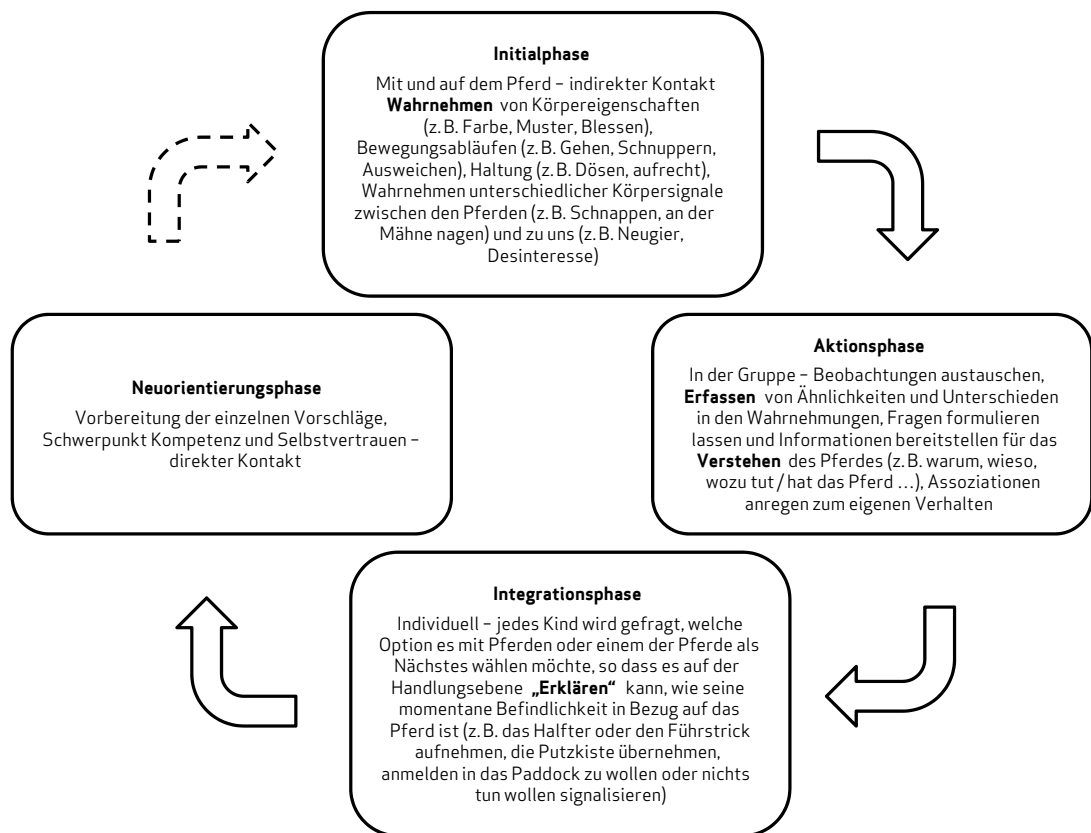 Initialphase
Mit und auf dem Pferd – indirekter Kontakt
Wahrnehmen von Körpereigenschaften
(z. B. Farbe, Muster, Blessen),
Bewegungsabläufen (z. B. Gehen, Schnuppern,
Ausweichen), Haltung (z. B. Dösen, aufrecht),
Wahrnehmen unterschiedlicher Körpersignale
zwischen den Pferden (z. B. Schnappen, an der
Mähne nagen) und zu uns (z. B. Neugier,
Desinteresse)
Aktionsphase
In der Gruppe – Beobachtungen austauschen,
Erfassen von Ähnlichkeiten und Unterschieden
in den Wahrnehmungen, Fragen formulieren
lassen und Informationen bereitstellen für das
Verstehen des Pferdes (z. B. warum, wieso,
wozu tut / hat das Pferd …), Assoziationen
anregen zum eigenen Verhalten
Integrationsphase
Individuell – jedes Kind wird gefragt, welche
Option es mit Pferden oder einem der Pferde als
Nächstes wählen möchte, so dass es auf der
Handlungsebene „Erklären“ kann, wie seine
momentane Befindlichkeit in Bezug auf das
Pferd ist (z. B. das Halfter oder den Führstrick
aufnehmen, die Putzkiste übernehmen,
anmelden in das Paddock zu wollen oder nichts
tun wollen signalisieren)
Neuorientierungsphase
Vorbereitung der einzelnen Vorschläge,
Schwerpunkt Kompetenz und Selbstvertrauen –
direkter Kontakt